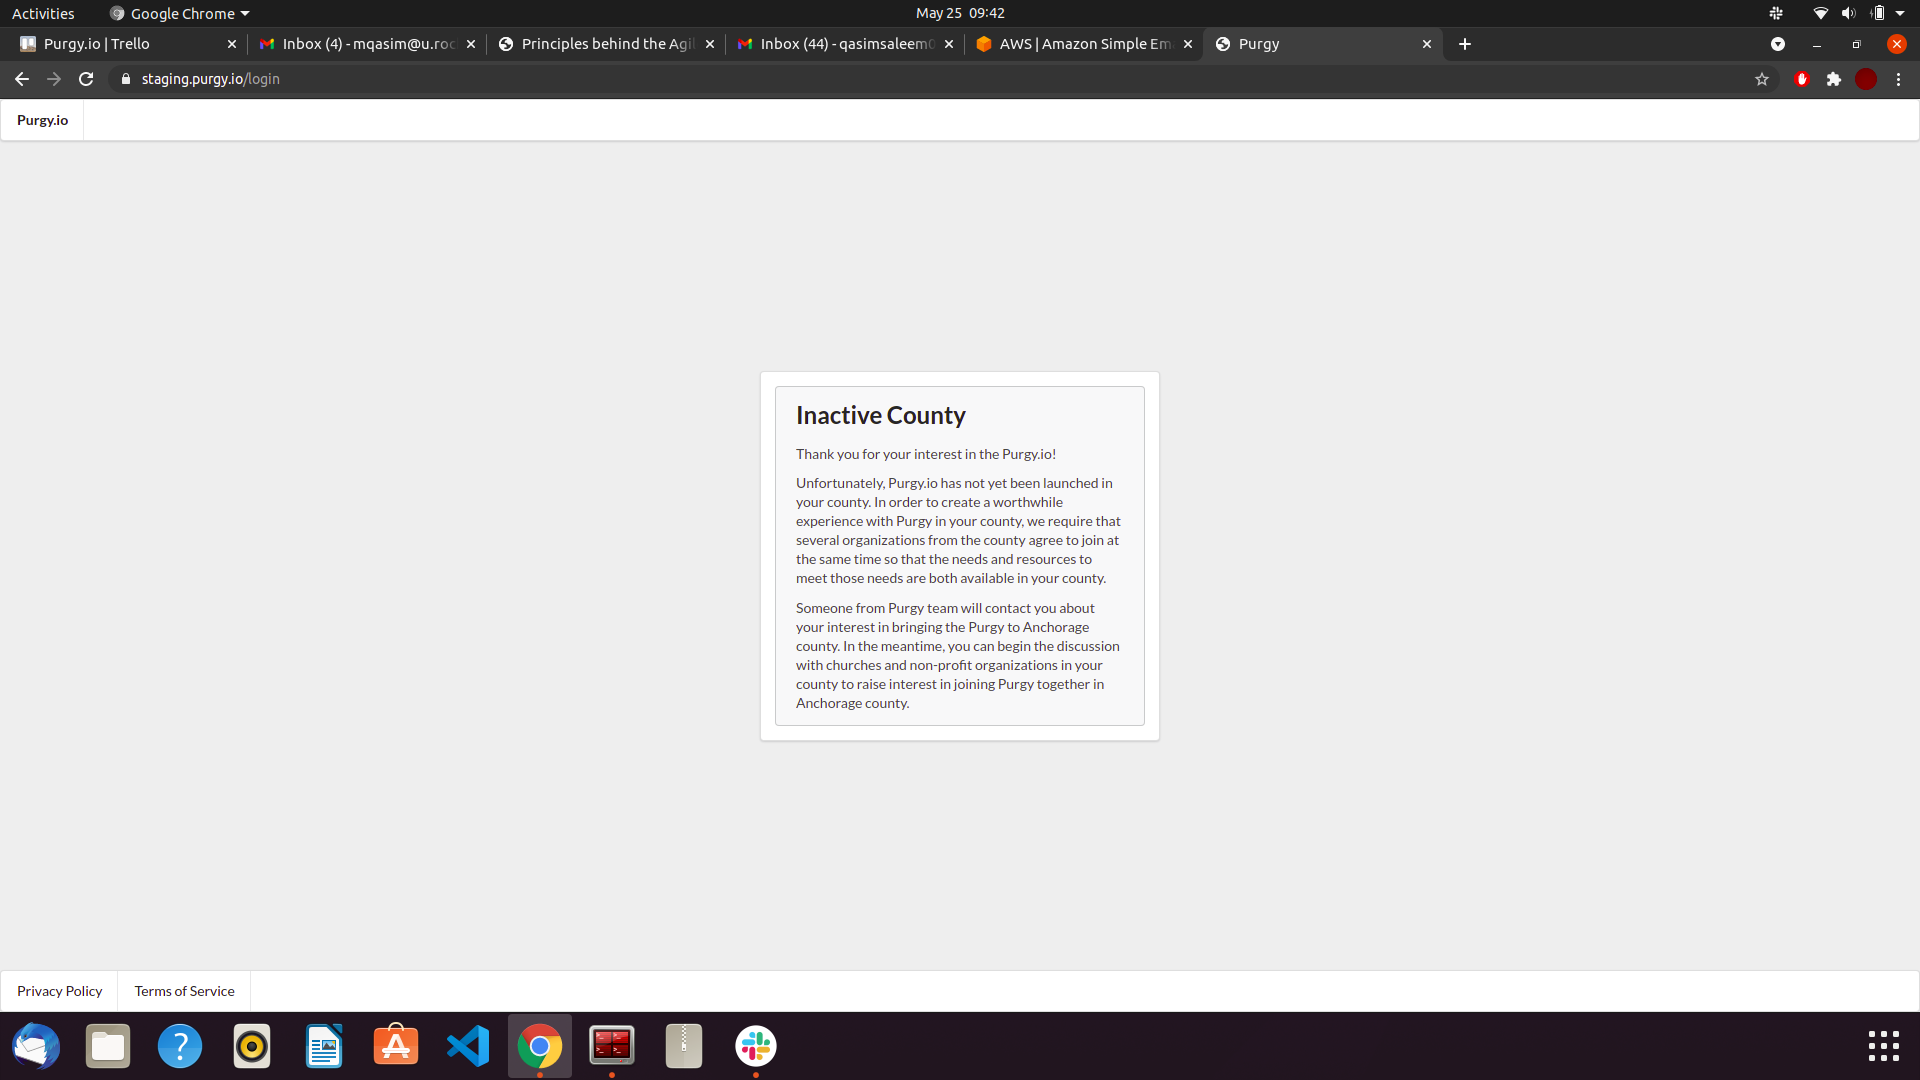 Activities
Google Chrome
May 25 09:42
Purgy.io | Trello
Inbox (4) - mqasim@u.roc
Principles behind the Agil
Inbox (44) - qasimsaleem0
AWS | Amazon Simple Em
Purgy
staging.purgy.io/login
Purgy.io
Inactive County
Thank you for your interest in the Purgy.io!
Unfortunately, Purgy.io has not yet been launched in
your county. In order to create a worthwhile
experience with Purgy in your county, we require that
several organizations from the county agree to join at
the same time so that the needs and resources to
meet those needs are both available in your county.
Someone from Purgy team will contact you about
your interest in bringing the Purgy to Anchorage
county. In the meantime, you can begin the discussion
with churches and non-profit organizations in your
county to raise interest in joining Purgy together in
Anchorage county.
Privacy Policy
Terms of Service